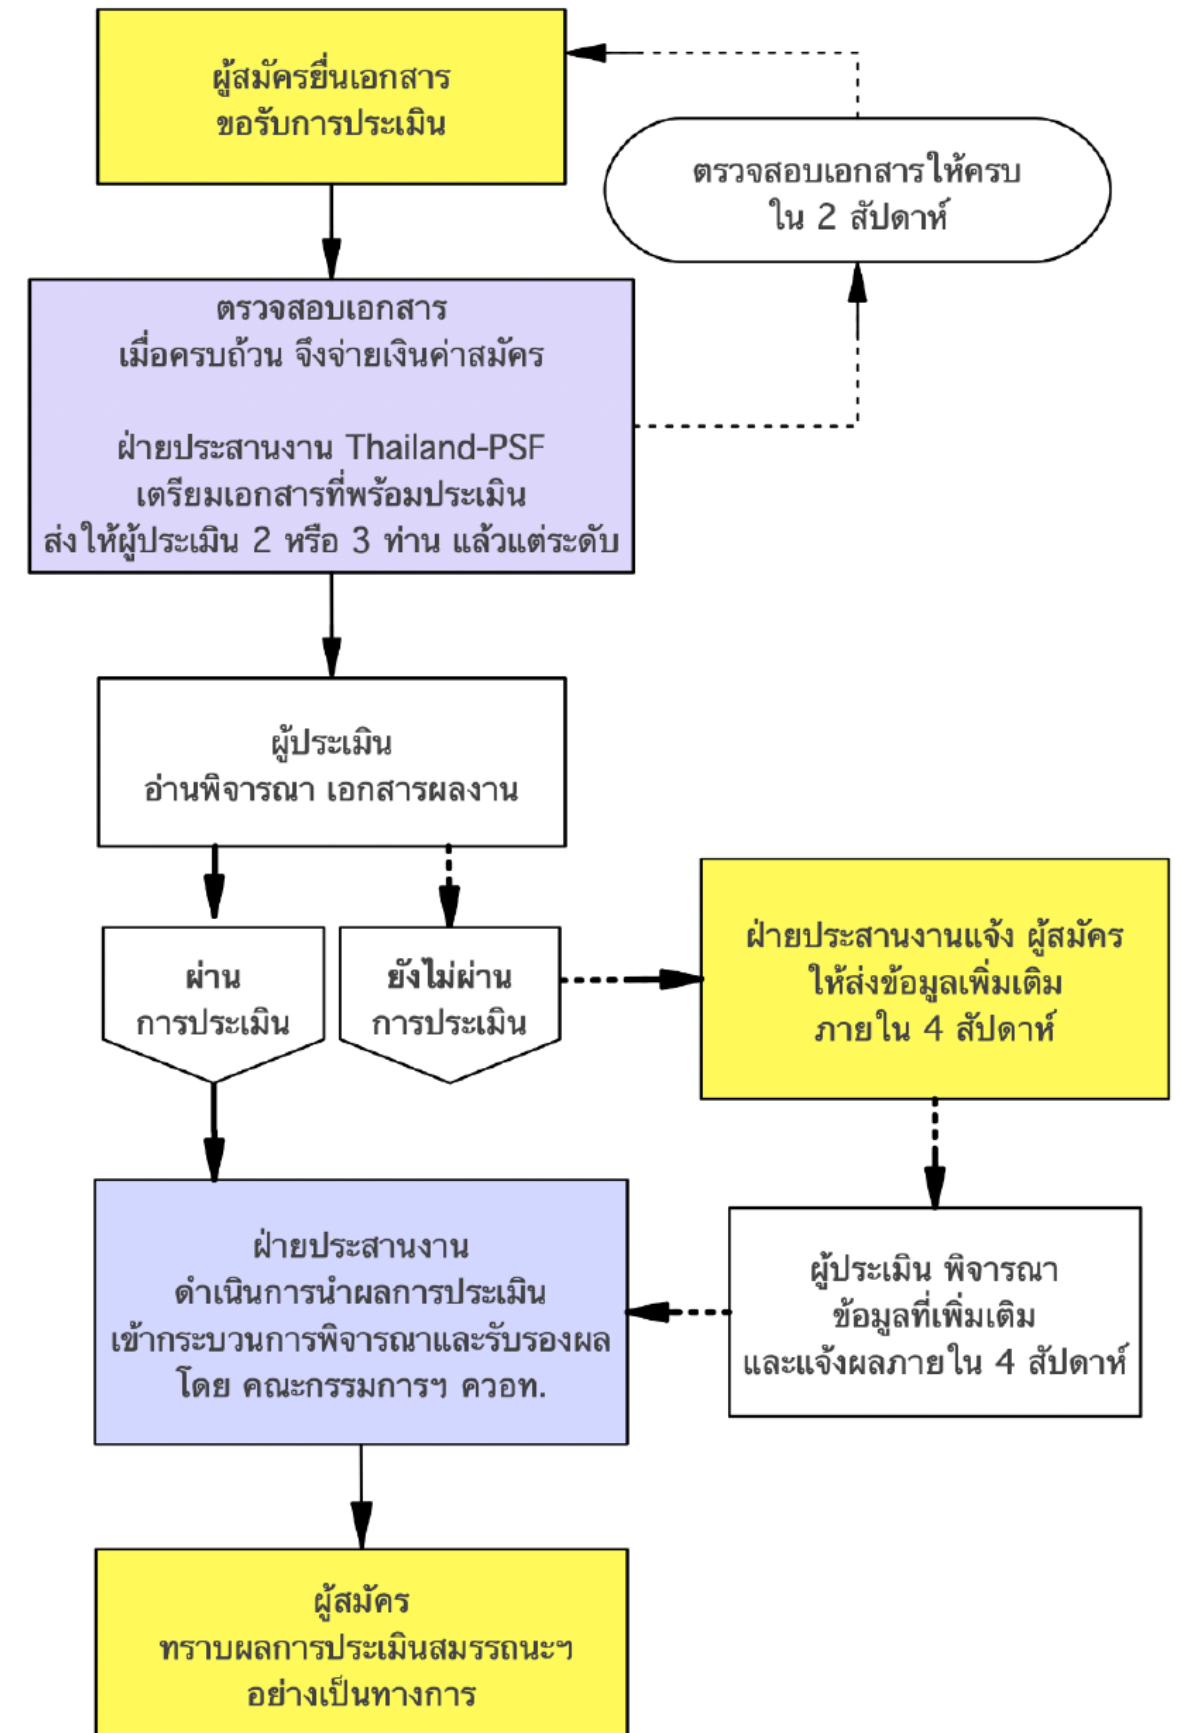 ผู้สมัครยื่นเอกสาร
ขอรับการประเมิน
ตรวจสอบเอกสารให้ครบ
ใน 2 สัปดาห์
ตรวจสอบเอกสาร
เมื่อครบถ้วน จึงจ่ายเงินค่าสมัคร
ฝ่ายประสานงาน Thailand-PSF
เตรียมเอกสารที่พร้อมประเมิน
ส่งให้ผู้ประเมิน 2 หรือ 3 ท่าน แล้วแต่ระดับ
ผู้ประเมิน
อ่านพิจารณา เอกสารผลงาน
ผ่าน
การประเมิน
ยังไม่ผ่าน
การประเมิน
ฝ่ายประสานงานแจ้ง ผู้สมัคร
ให้ส่งข้อมูลเพิ่มเติม
ภายใน 4 สัปดาห์
ผู้ประเมิน พิจารณา
ข้อมูลที่เพิ่มเติม
และแจ้งผลภายใน 4 สัปดาห์
ฝ่ายประสานงาน
ดำเนินการนำผลการประเมิน
เข้ากระบวนการพิจารณาและรับรองผล
โดย คณะกรรมการฯ ควอท.
ผู้สมัคร
ทราบผลการประเมินสมรรถนะฯ
อย่างเป็นทางการ